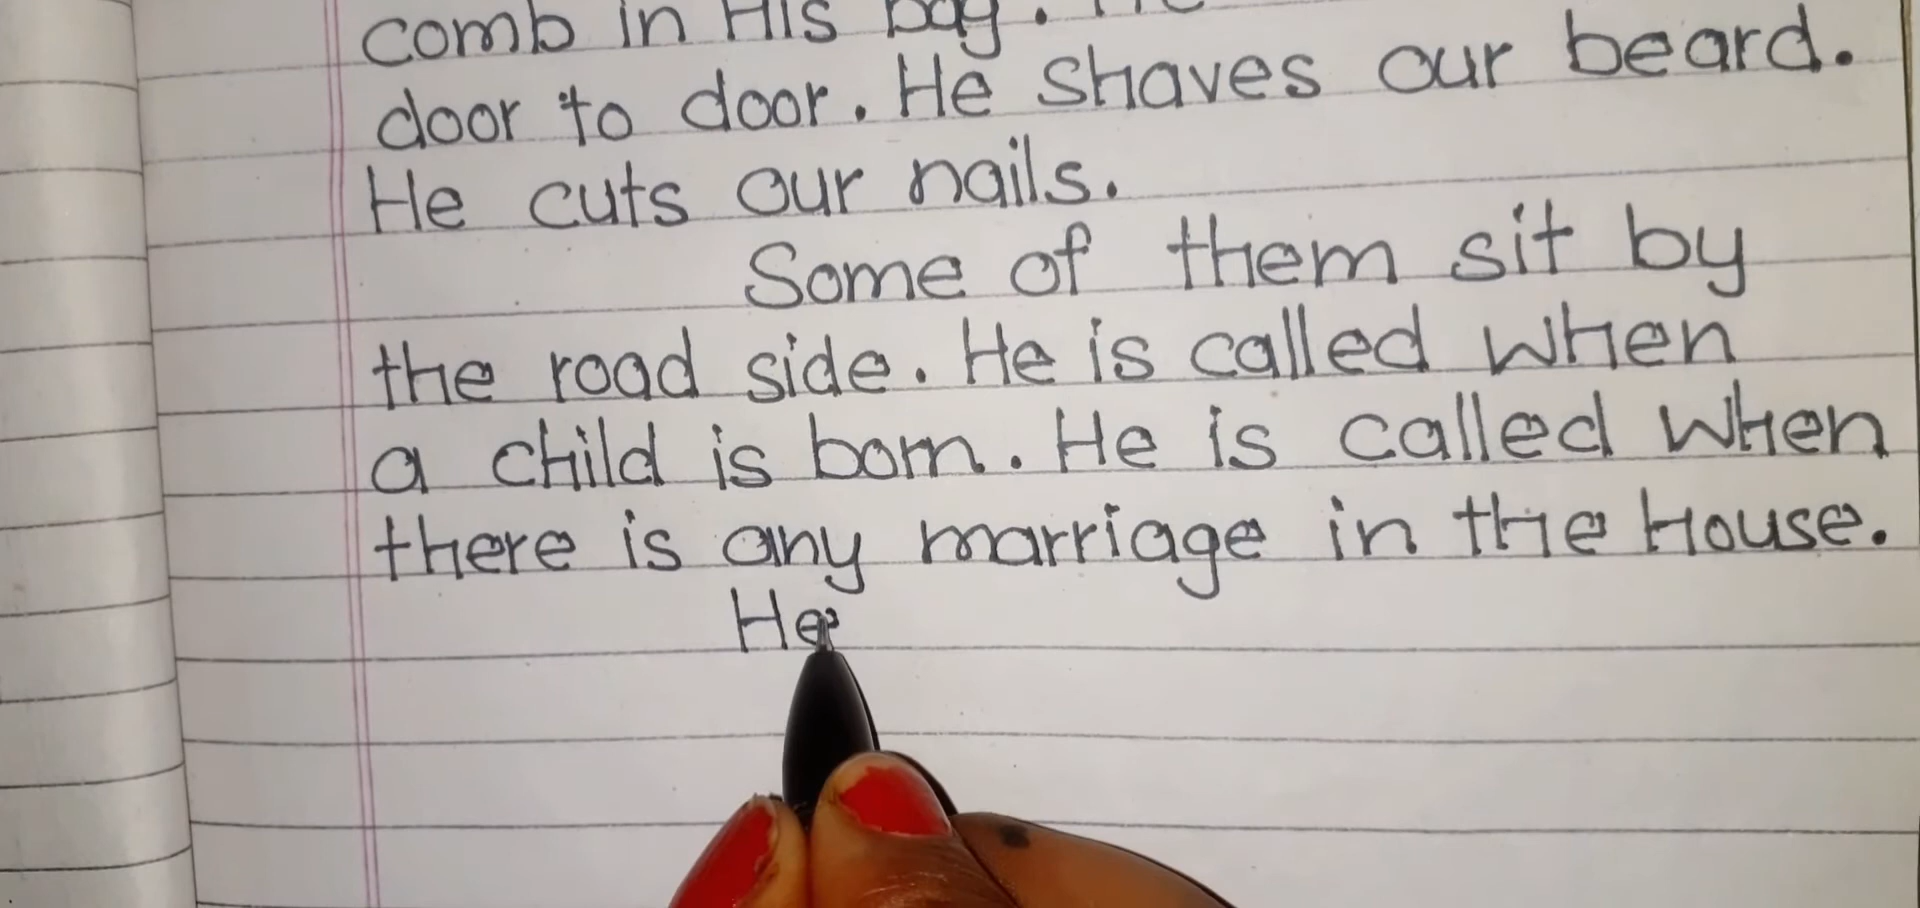 comb in His bag. He
door to door. He shaves our beard.
He cuts our nails.
Some of them sit by
the road side. He is called when
a child is born. He is called when
there is any marriage in the House.
He